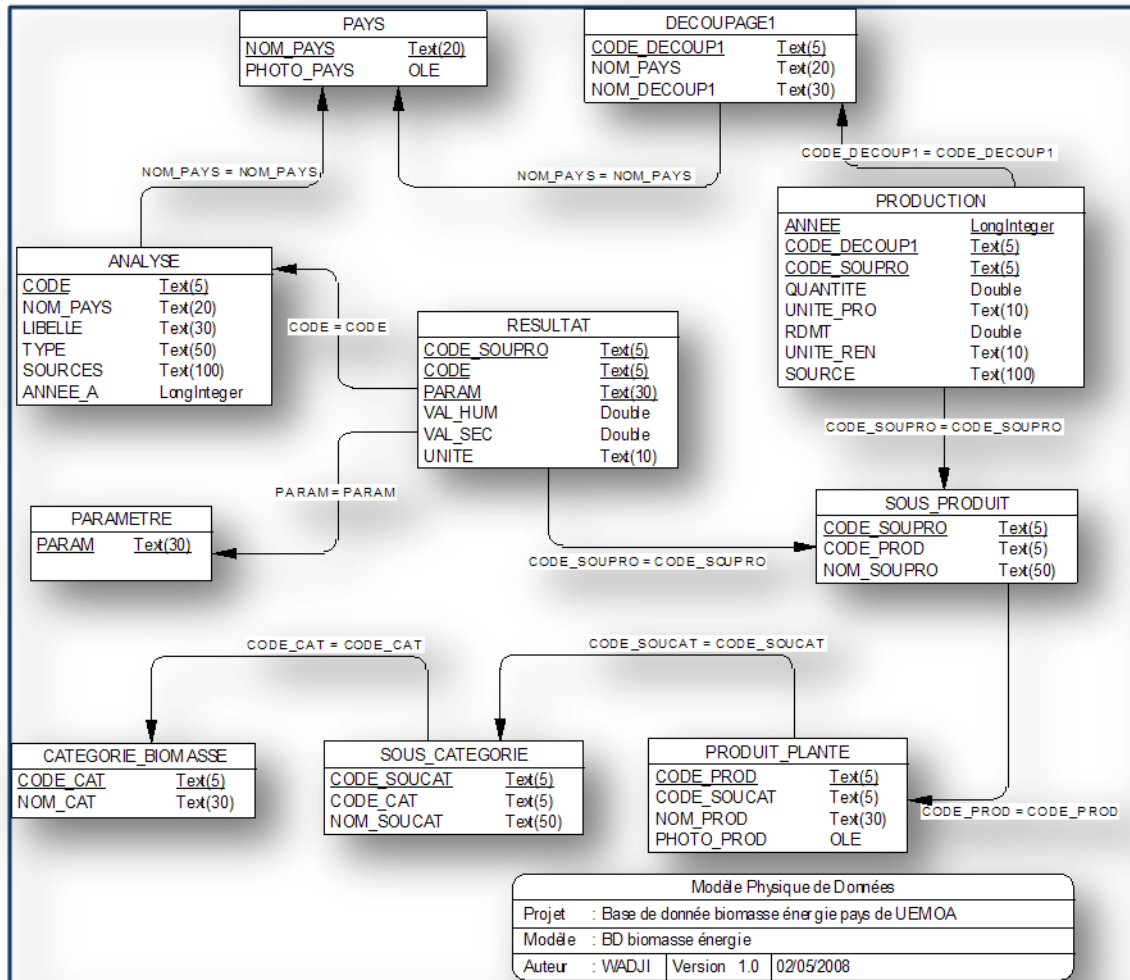 PAYS
NOM_PAYS Text(20)
PHOTO_PAYS OLE
DECOUPAGE1
CODE_DECOUP1 Text(5)
NOM_PAYS Text(20)
NOM_DECOUP1 Text(30)
CODE_DECOUP1 = CODE_DECOUP1
NOM_PAYS = NOM_PAYS
NOM_PAYS = NOM_PAYS
PRODUCTION
ANNEE LongInteger
CODE_DECOUP1 Text(5)
CODE_SOUPRO Text(5)
QUANTITE Double
UNITE_PRO Text(10)
RDMT Double
UNITE_REN Text(10)
SOURCE Text(100)
ANALYSE
CODE Text(5)
NOM_PAYS Text(20)
LIBELLE Text(30)
TYPE Text(50)
SOURCES Text(100)
ANNEE_A LongInteger
CODE = CODE
RESULTAT
CODE_SOUPRO Text(5)
CODE Text(5)
PARAM Text(30)
VAL_HUM Double
VAL_SEC Double
UNITE Text(10)
CODE_SOUPRO = CODE_SOUPRO
PARAM = PARAM
PARAMETRE
PARAM Text(30)
SOUS_PRODUIT
CODE_SOUPRO Text(5)
CODE_PROD Text(5)
NOM_SOUPRO Text(50)
CODE_SOUPRO = CODE_SOUPRO
CODE_CAT = CODE_CAT
CODE_SOUCAT = CODE_SOUCAT
CATEGORIE_BIOMASSE
CODE_CAT Text(5)
NOM_CAT Text(30)
SOUS_CATEGORIE
CODE_SOUCAT Text(5)
CODE_CAT Text(5)
NOM_SOUCAT Text(50)
PRODUIT_PLANTE
CODE_PROD Text(5)
CODE_SOUCAT Text(5)
NOM_PROD Text(30)
PHOTO_PROD OLE
CODE_PROD = CODE_PROD
Modèle Physique de Données
Projet : Base de donnée biomasse énergie pays de UEMOA
Modèle : BD biomasse énergie
Auteur : WADJI Version 1.0 02/05/2008